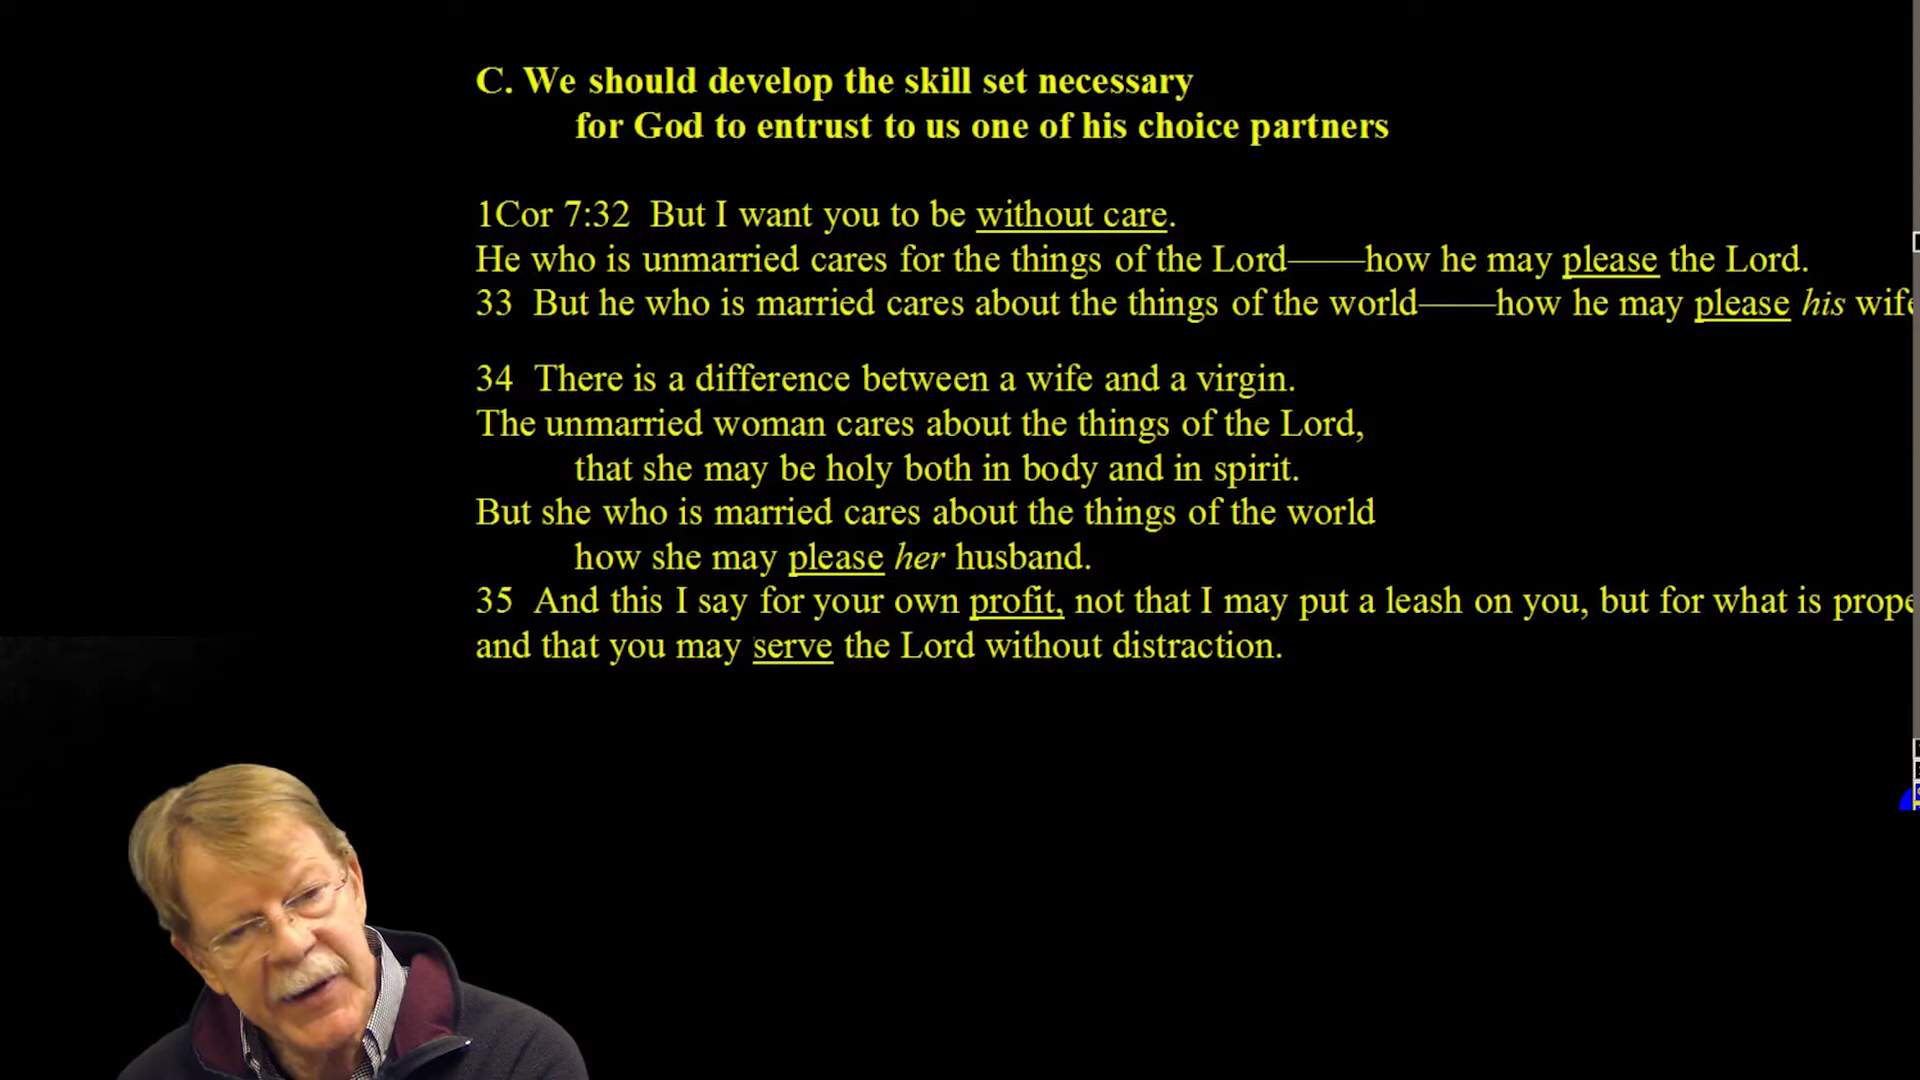 C. We should develop the skill set necessary
for God to entrust to us one of his choice partners
1Cor 7:32 But I want you to be without care.
He who is unmarried cares for the things of the Lord——how he may please the Lord.
33 But he who is married cares about the things of the world——how he may please his wife
34 There is a difference between a wife and a virgin.
The unmarried woman cares about the things of the Lord,
that she may be holy both in body and in spirit.
But she who is married cares about the things of the world
how she may please her husband.
35 And this I say for your own profit, not that I may put a leash on you, but for what is prope
and that you may serve the Lord without distraction.